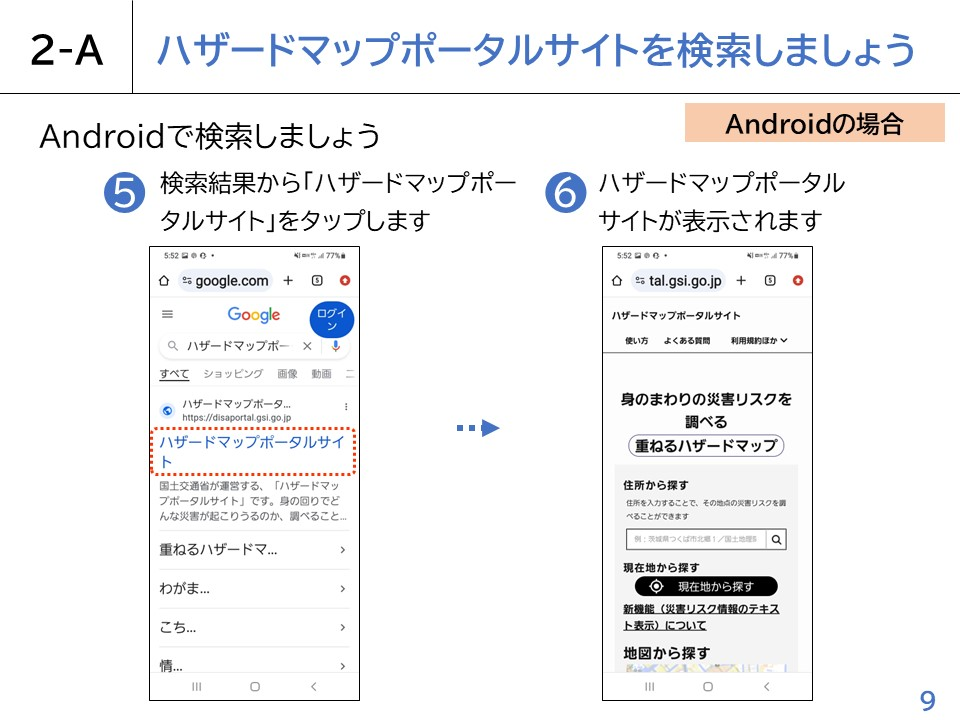 2-A
ハザードマップポータルサイトを検索しましょう
Androidの場合
Androidで検索しましょう
5
検索結果から「ハザードマップポー
タルサイト」をタップします
5:52
77%
google.com
5
Google
ログイ
ン
ハザードマップポー
すべて ショッピング 画像 動画 ニ
ハザードマップポータ...
https://disaportal.gsi.go.jp
ハザードマップポータルサイ
ト
国土交通省が運営する、「ハザードマッ
プポータルサイト」です。身の回りでど
んな災害が起こりうるのか、調べること...
重ねるハザードマ...
わがま...
こち...
情...
6
ハザードマップポータル
サイトが表示されます
5:52
77%
tal.gsi.go.jp
5
ハザードマップポータルサイト
使い方 よくある質問 利用規約ほか
身のまわりの災害リスクを
調べる
重ねるハザードマップ
住所から探す
住所を入力することで、その地点の災害リスクを調
べることができます
例：茨城県つくば市北郷1／国土地理
現在地から探す
現在地から探す
新機能（災害リスク情報のテキス
ト表示）について
地図から探す
9